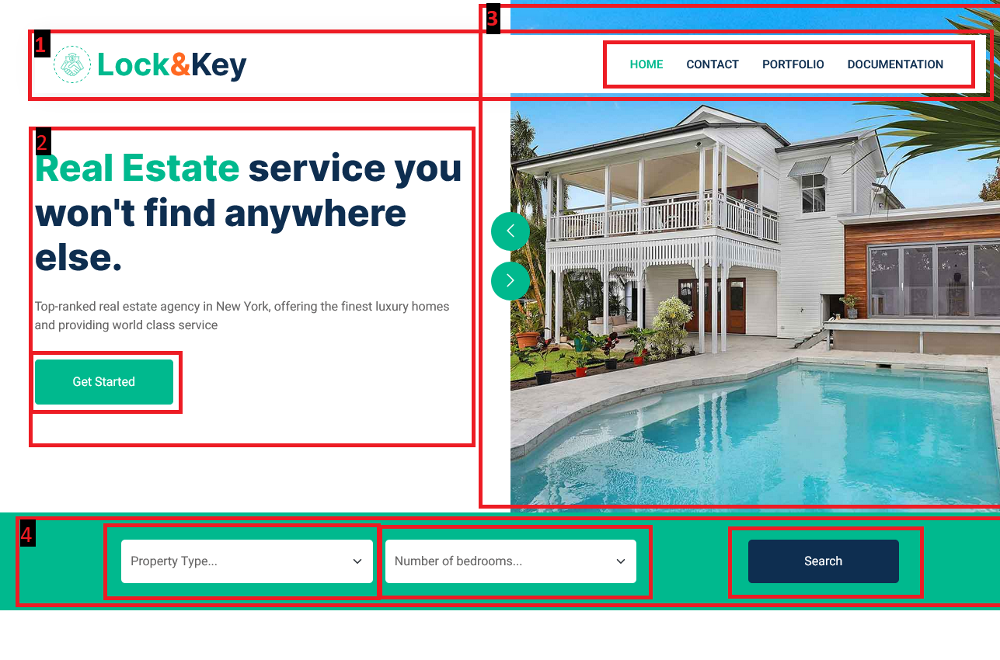 3
1
Lock&Key
HOME CONTACT PORTFOLIO DOCUMENTATION
2
Real Estate service you
won't find anywhere
else.
Top-ranked real estate agency in New York, offering the finest luxury homes
and providing world class service
Get Started
4
Property Type...
Number of bedrooms...
Search